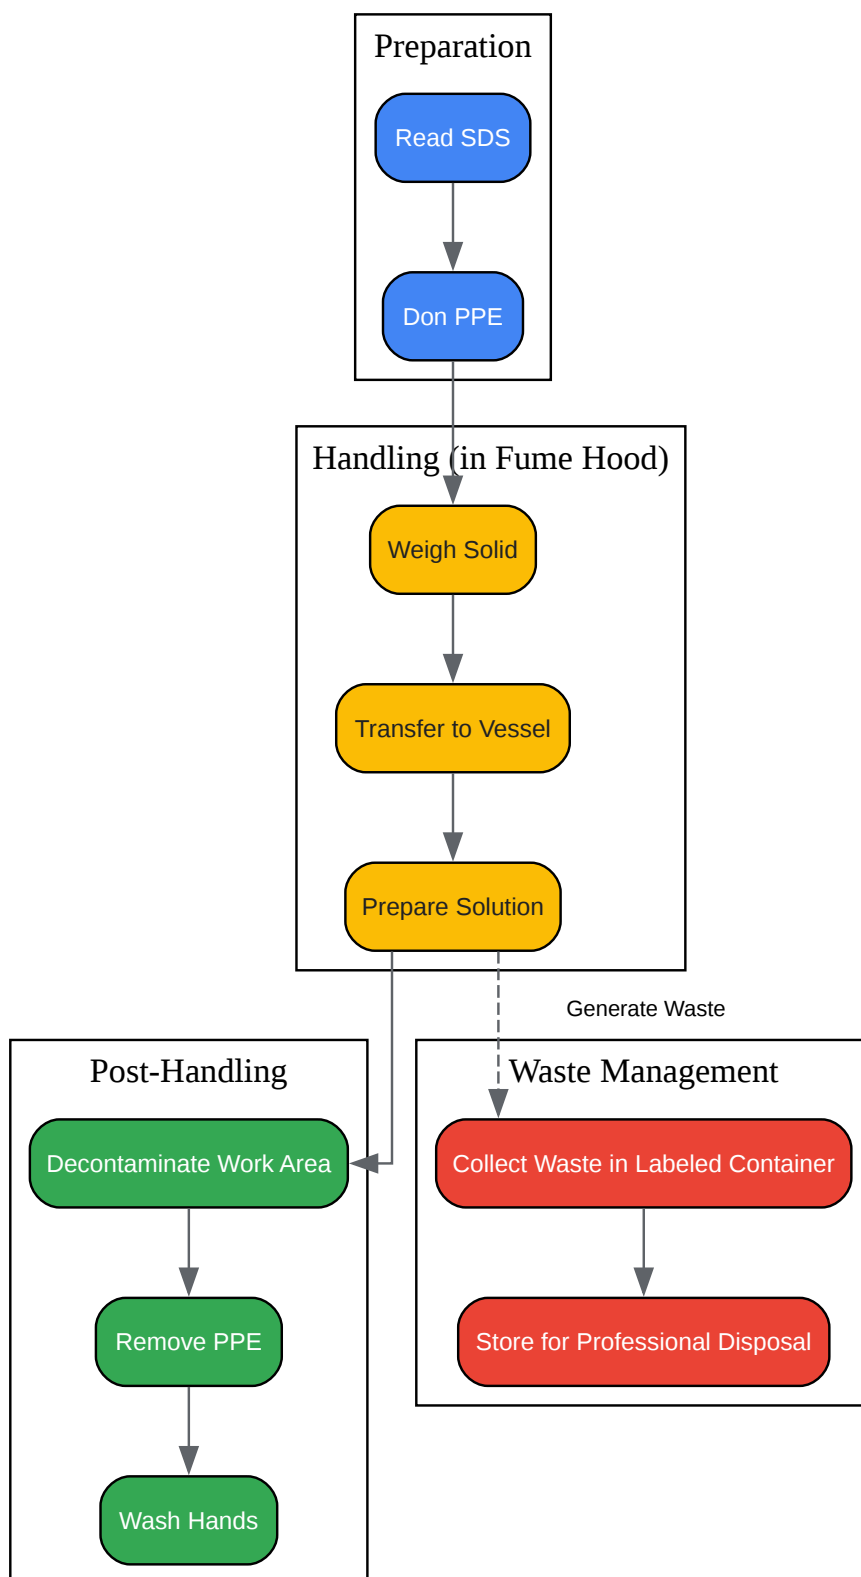 Preparation
Read SDS
Don PPE
Handling (in Fume Hood)
Weigh Solid
Transfer to Vessel
Prepare Solution
Generate Waste
Post-Handling
Decontaminate Work Area
Remove PPE
Wash Hands
Waste Management
Collect Waste in Labeled Container
Store for Professional Disposal